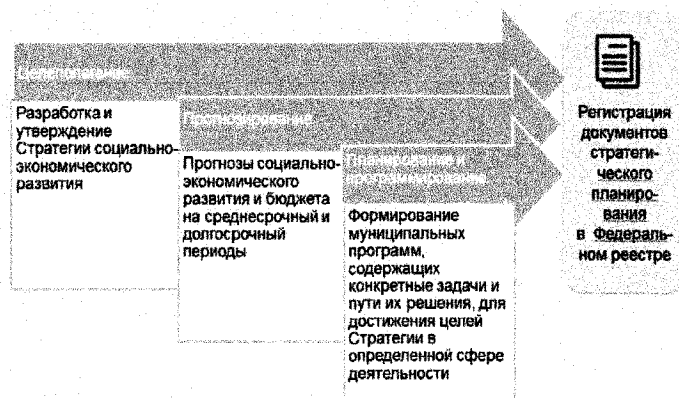 Целеполагание
Разработка и
утверждение
Стратегии социально-
экономического
развития
Прогнозирование
Прогнозы социально-
экономического
развития и бюджета
на среднесрочный и
долгосрочный
периоды
Планирование и
программирование
Формирование
муниципальных
программ,
содержащих
конкретные задачи и
пути их решения, для
достижения целей
Стратегии в
определенной сфере
деятельности
Регистрация
документов
стратеги-
ческого
планиро-
вания
в Федераль-
ном реестре